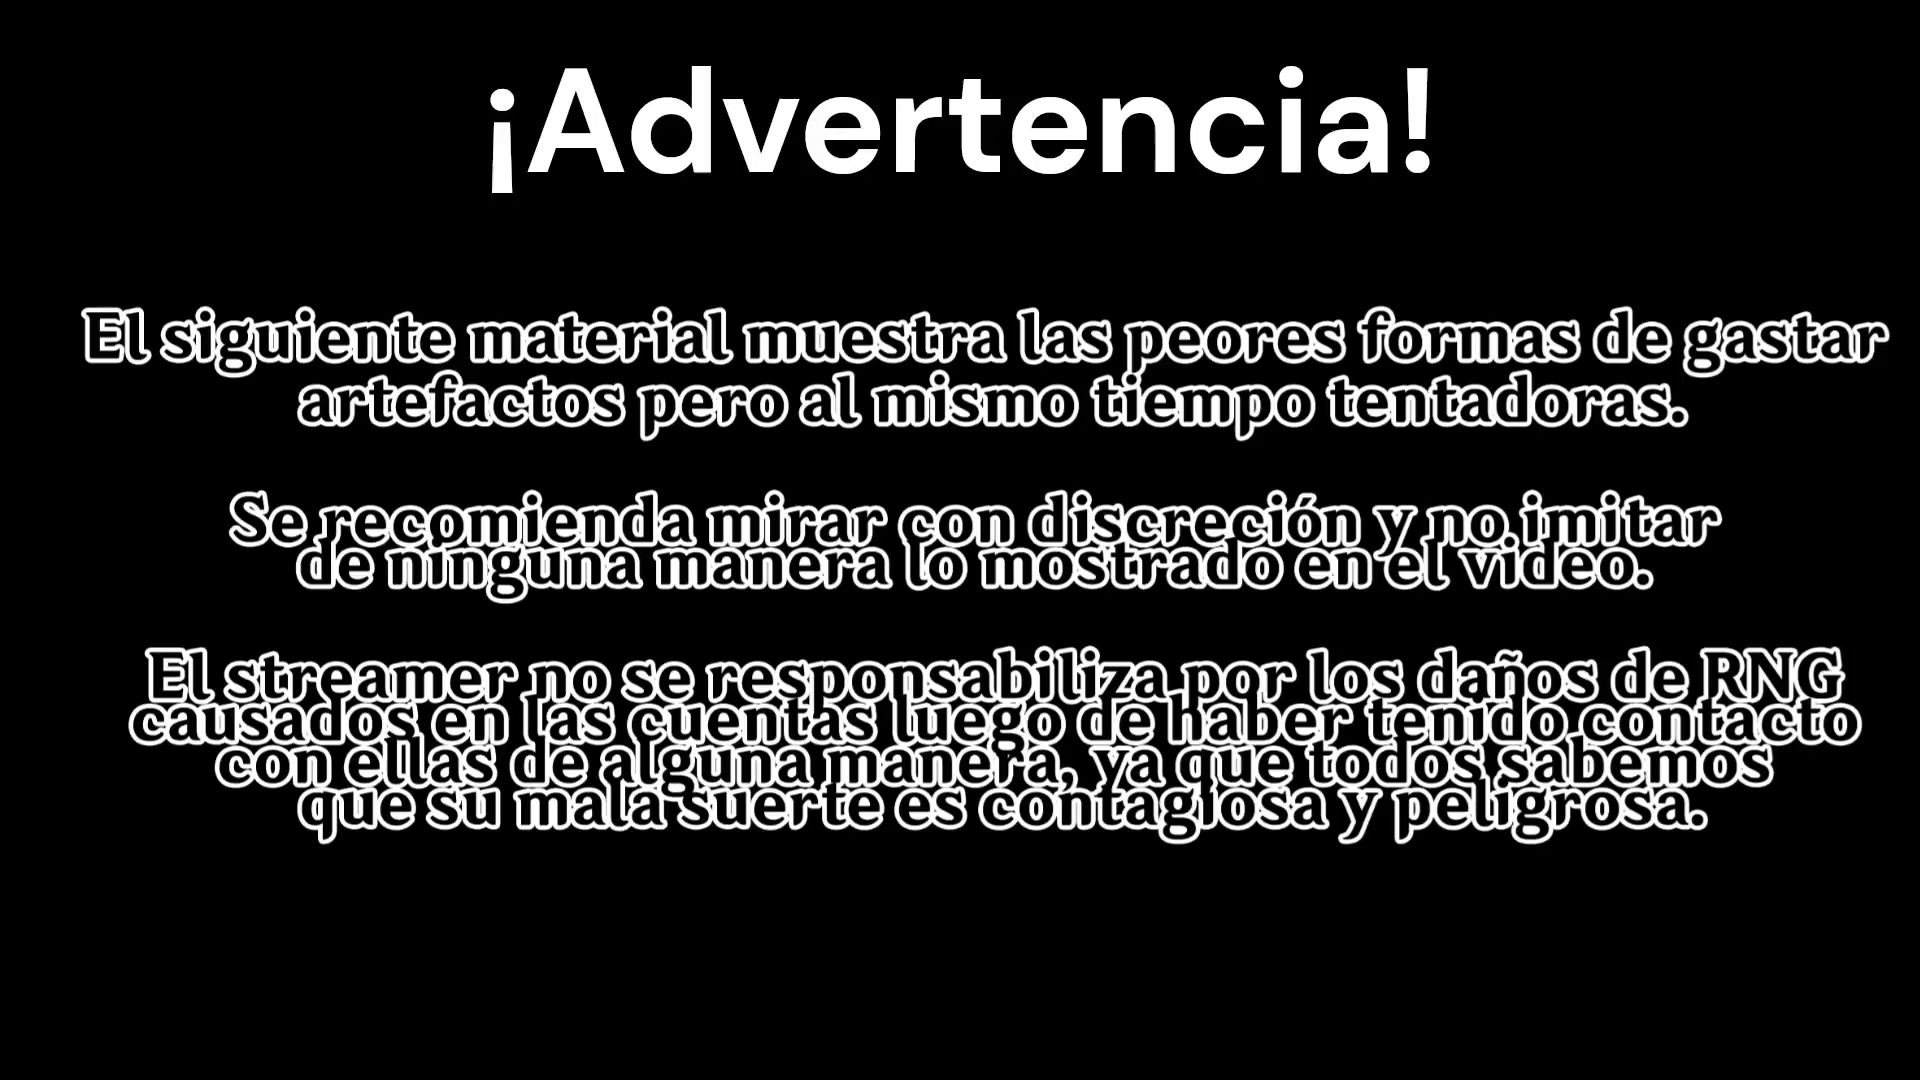 ¡Advertencia!
El siguiente material muestra las peores formas de gastar
artefactos pero al mismo tiempo tentadoras.
Se recomienda mirar con discreción y no imitar
de ninguna manera lo mostrado en el video.
El streamer no se responsabiliza por los daños de RNG
causados en las cuentas luego de haber tenido contacto
con ellas de alguna manera, ya que todos sabemos
que su mala suerte es contagiosa y peligrosa.